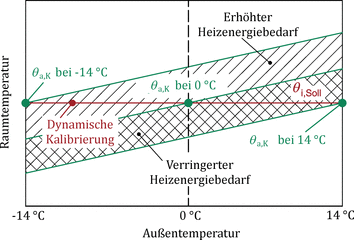 Erhöhter
Heizenergiebedarf
θa,K bei -14 °C
θa,K bei 0 °C
θi,Soll
Dynamische
Kalibrierung
θa,K bei 14 °C
Verringerter
Heizenergiebedarf
Raumtemperatur
-14 °C
0 °C
14 °C
Außentemperatur